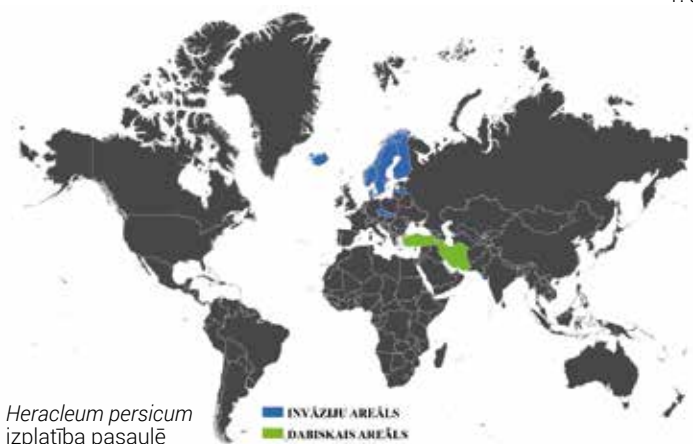 Heracleum persicum
izplatība pasaulē
INVĀZIJU AREĀLS
DABISKAIS AREĀLS